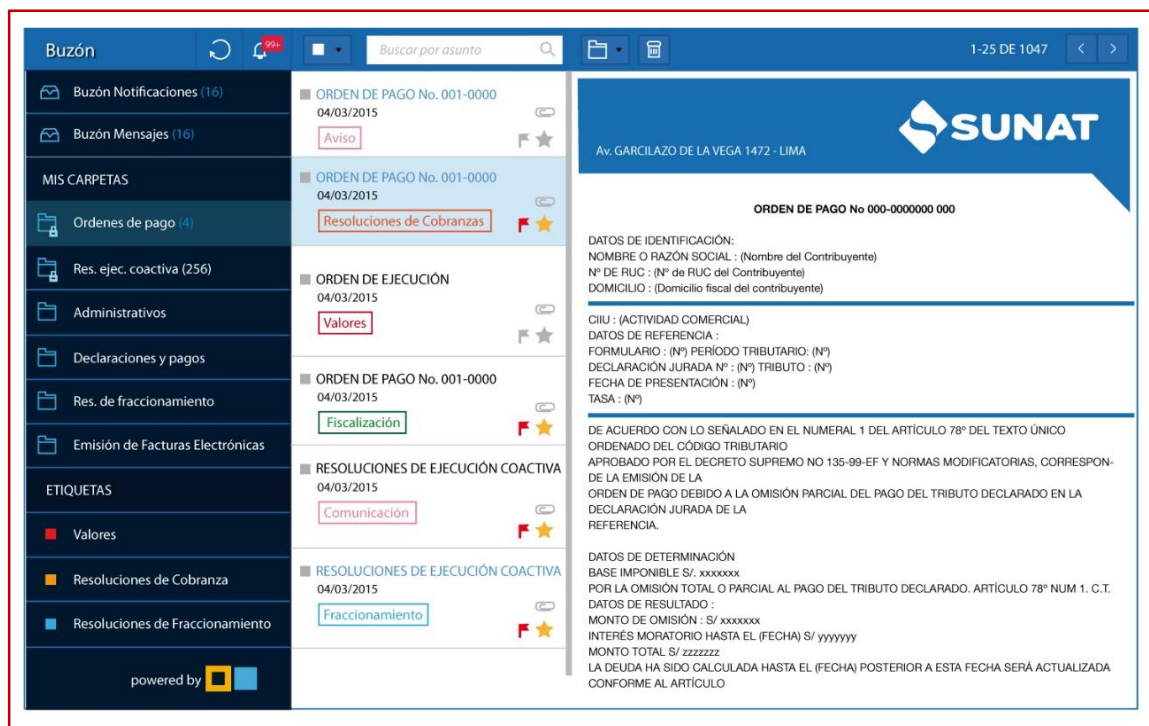 Buzón
99+
Buscar por asunto
1-25 DE 1047
Buzón Notificaciones (16)
Buzón Mensajes (16)
MIS CARPETAS
Ordenes de pago (4)
Res. ejec. coactiva (256)
Administrativos
Declaraciones y pagos
Res. de fraccionamiento
Emisión de Facturas Electrónicas
ETIQUETAS
Valores
Resoluciones de Cobranza
Resoluciones de Fraccionamiento
powered by
ORDEN DE PAGO No. 001-0000
04/03/2015
Aviso
ORDEN DE PAGO No. 001-0000
04/03/2015
Resoluciones de Cobranzas
ORDEN DE EJECUCIÓN
04/03/2015
Valores
ORDEN DE PAGO No. 001-0000
04/03/2015
Fiscalización
RESOLUCIONES DE EJECUCIÓN COACTIVA
04/03/2015
Comunicación
RESOLUCIONES DE EJECUCIÓN COACTIVA
04/03/2015
Fraccionamiento
SUNAT
Av. GARCILAZO DE LA VEGA 1472 - LIMA
ORDEN DE PAGO No 000-0000000 000
DATOS DE IDENTIFICACIÓN:
NOMBRE O RAZÓN SOCIAL : (Nombre del Contribuyente)
Nº DE RUC : (Nº de RUC del Contribuyente)
DOMICILIO : (Domicilio fiscal del contribuyente)
CIIU : (ACTIVIDAD COMERCIAL)
DATOS DE REFERENCIA :
FORMULARIO : (Nº) PERÍODO TRIBUTARIO: (Nº)
DECLARACIÓN JURADA Nº : (Nº) TRIBUTO : (Nº)
FECHA DE PRESENTACIÓN : (Nº)
TASA : (Nº)
DE ACUERDO CON LO SEÑALADO EN EL NUMERAL 1 DEL ARTÍCULO 78º DEL TEXTO ÚNICO
ORDENADO DEL CÓDIGO TRIBUTARIO
APROBADO POR EL DECRETO SUPREMO NO 135-99-EF Y NORMAS MODIFICATORIAS, CORRESPON-
DE LA EMISIÓN DE LA
ORDEN DE PAGO DEBIDO A LA OMISIÓN PARCIAL DEL PAGO DEL TRIBUTO DECLARADO EN LA
DECLARACIÓN JURADA DE LA
REFERENCIA.
DATOS DE DETERMINACIÓN
BASE IMPONIBLE S/. xxxxxxx
POR LA OMISIÓN TOTAL O PARCIAL AL PAGO DEL TRIBUTO DECLARADO. ARTÍCULO 78º NUM 1. C.T.
DATOS DE RESULTADO :
MONTO DE OMISIÓN : S/ xxxxxxx
INTERÉS MORATORIO HASTA EL (FECHA) S/ yyyyyyy
MONTO TOTAL S/ zzzzzzz
LA DEUDA HA SIDO CALCULADA HASTA EL (FECHA) POSTERIOR A ESTA FECHA SERÁ ACTUALIZADA
CONFORME AL ARTÍCULO